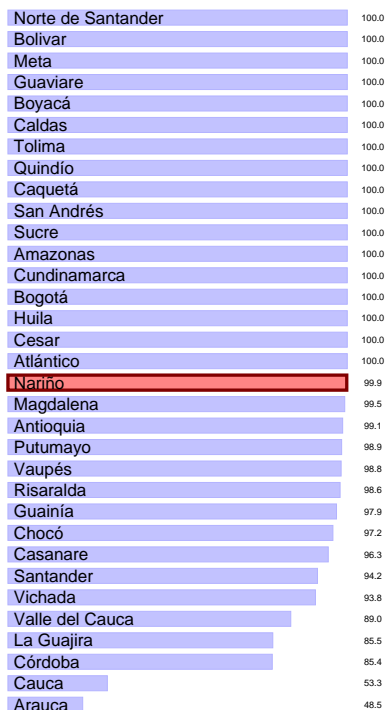 Norte de Santander 100.0
Bolivar 100.0
Meta 100.0
Guaviare 100.0
Boyacá 100.0
Caldas 100.0
Tolima 100.0
Quindío 100.0
Caquetá 100.0
San Andrés 100.0
Sucre 100.0
Amazonas 100.0
Cundinamarca 100.0
Bogotá 100.0
Huila 100.0
Cesar 100.0
Atlántico 100.0
Nariño 99.9
Magdalena 99.5
Antioquia 99.1
Putumayo 98.9
Vaupés 98.8
Risaralda 98.6
Guainía 97.9
Chocó 97.2
Casanare 96.3
Santander 94.2
Vichada 93.8
Valle del Cauca 89.0
La Guajira 85.5
Córdoba 85.4
Cauca 53.3
Arauca 48.5